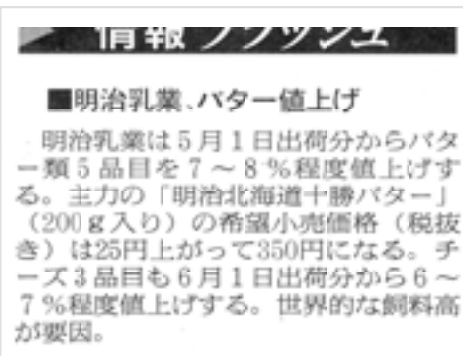 情報フラッシュ
■明治乳業、バター値上げ
明治乳業は5月1日出荷分からバタ
ー類5品目を7～8％程度値上げす
る。主力の「明治北海道十勝バター」
（200ｇ入り）の希望小売価格（税抜
き）は25円上がって350円になる。チ
ーズ3品目も6月1日出荷分から6～
7％程度値上げする。世界的な飼料高
が要因。